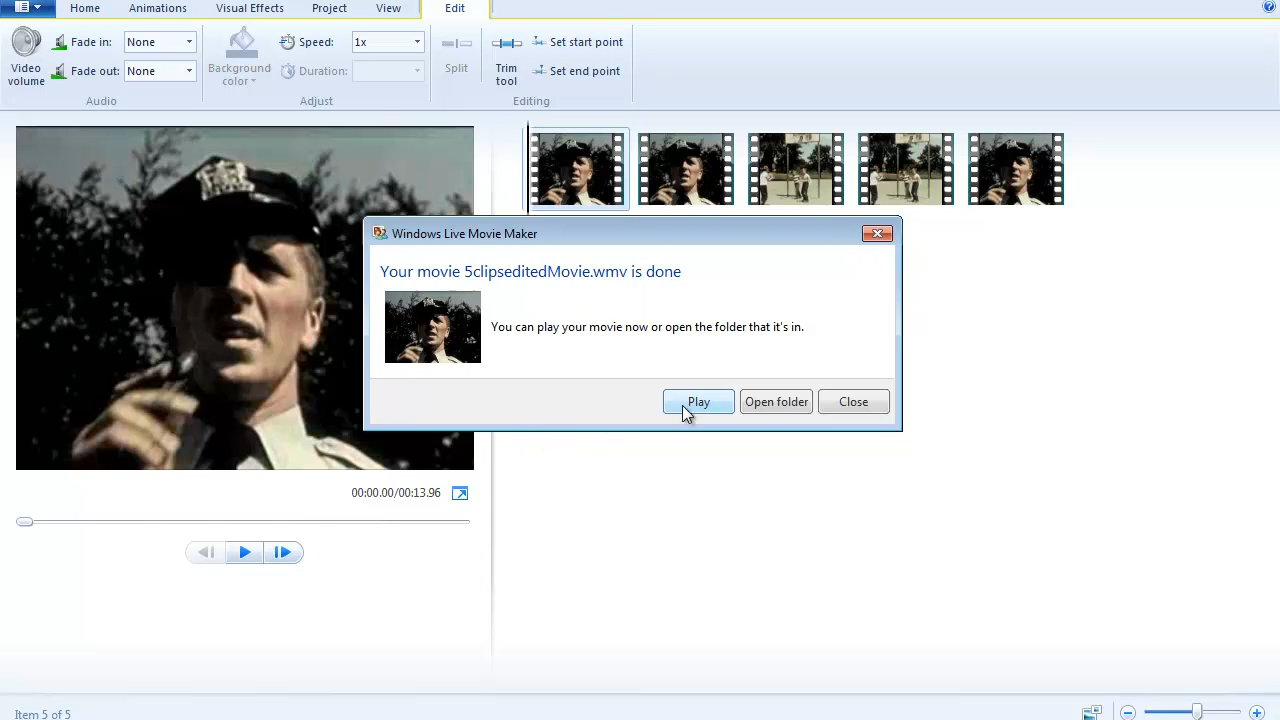 Home Animations Visual Effects Project View Edit
Video volume
Fade in: None
Fade out: None
Audio
Background color
Speed: 1x
Duration:
Adjust
Split
Trim tool
Set start point
Set end point
Editing
Windows Live Movie Maker
Your movie 5clipseditedMovie.wmv is done
You can play your movie now or open the folder that it's in.
Play Open folder Close
00:00.00/00:13.96
Item 5 of 5